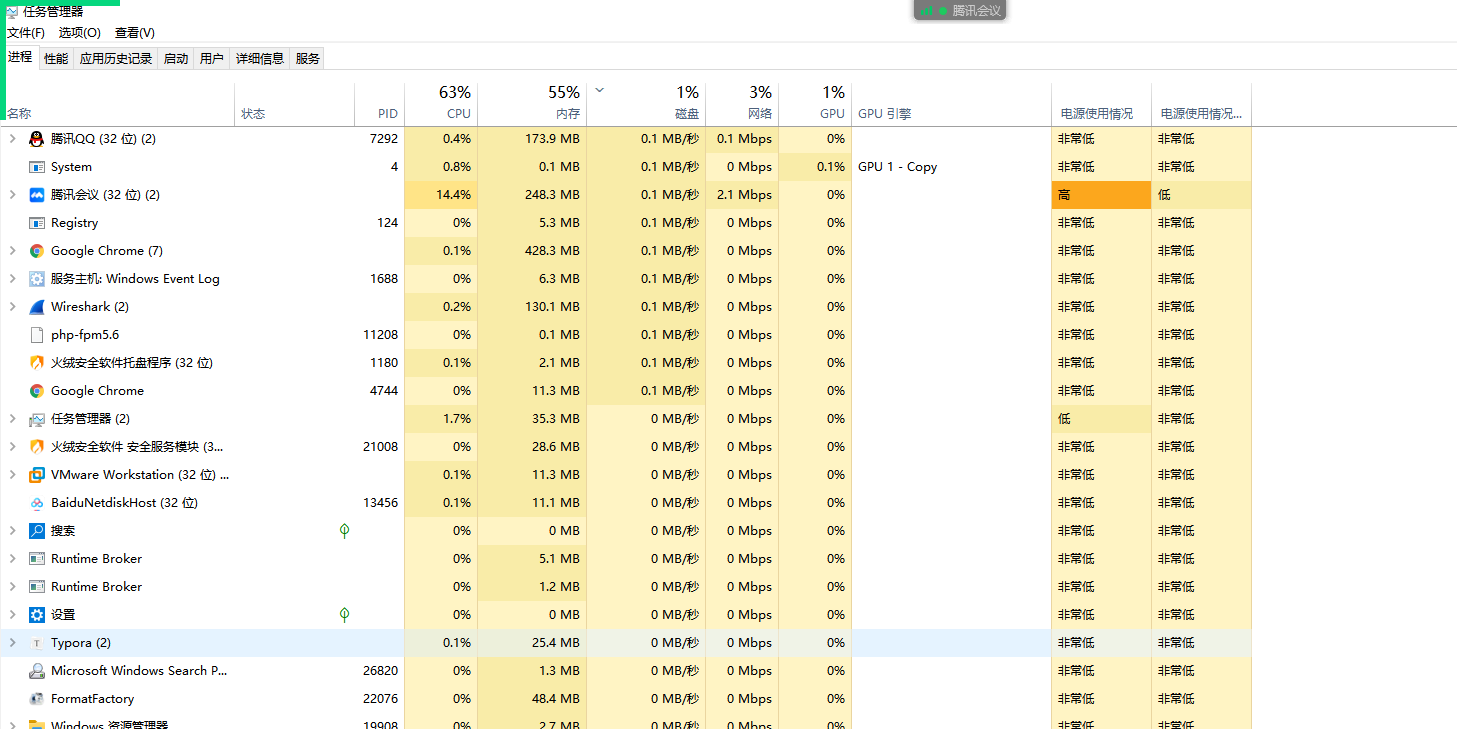 任务管理器
腾讯会议
文件(F) 选项(O) 查看(V)
进程 性能 应用历史记录 启动 用户 详细信息 服务
63% 55% 1% 3% 1%
名称 状态 PID CPU 内存 磁盘 网络 GPU GPU 引擎 电源使用情况 电源使用情况...
腾讯QQ (32 位) (2) 7292 0.4% 173.9 MB 0.1 MB/秒 0.1 Mbps 0% 非常低 非常低
System 4 0.8% 0.1 MB 0.1 MB/秒 0 Mbps 0.1% GPU 1 - Copy 非常低 非常低
腾讯会议 (32 位) (2) 14.4% 248.3 MB 0.1 MB/秒 2.1 Mbps 0% 高 低
Registry 124 0% 5.3 MB 0.1 MB/秒 0 Mbps 0% 非常低 非常低
Google Chrome (7) 0.1% 428.3 MB 0.1 MB/秒 0 Mbps 0% 非常低 非常低
服务主机: Windows Event Log 1688 0% 6.3 MB 0.1 MB/秒 0 Mbps 0% 非常低 非常低
Wireshark (2) 0.2% 130.1 MB 0.1 MB/秒 0 Mbps 0% 非常低 非常低
php-fpm5.6 11208 0% 0.1 MB 0.1 MB/秒 0 Mbps 0% 非常低 非常低
火绒安全软件托盘程序 (32 位) 1180 0.1% 2.1 MB 0.1 MB/秒 0 Mbps 0% 非常低 非常低
Google Chrome 4744 0% 11.3 MB 0.1 MB/秒 0 Mbps 0% 非常低 非常低
任务管理器 (2) 1.7% 35.3 MB 0 MB/秒 0 Mbps 0% 低 非常低
火绒安全软件 安全服务模块 (3... 21008 0% 28.6 MB 0 MB/秒 0 Mbps 0% 非常低 非常低
VMware Workstation (32 位) ... 0.1% 11.3 MB 0 MB/秒 0 Mbps 0% 非常低 非常低
BaiduNetdiskHost (32 位) 13456 0.1% 11.1 MB 0 MB/秒 0 Mbps 0% 非常低 非常低
搜索 0% 0 MB 0 MB/秒 0 Mbps 0% 非常低 非常低
Runtime Broker 0% 5.1 MB 0 MB/秒 0 Mbps 0% 非常低 非常低
Runtime Broker 0% 1.2 MB 0 MB/秒 0 Mbps 0% 非常低 非常低
设置 0% 0 MB 0 MB/秒 0 Mbps 0% 非常低 非常低
T Typora (2) 0.1% 25.4 MB 0 MB/秒 0 Mbps 0% 非常低 非常低
Microsoft Windows Search P... 26820 0% 1.3 MB 0 MB/秒 0 Mbps 0% 非常低 非常低
FormatFactory 22076 0% 48.4 MB 0 MB/秒 0 Mbps 0% 非常低 非常低
Windows 资源管理器 19908 0% 2.7 MB 0 MB/秒 0 Mbps 0% 非常低 非常低